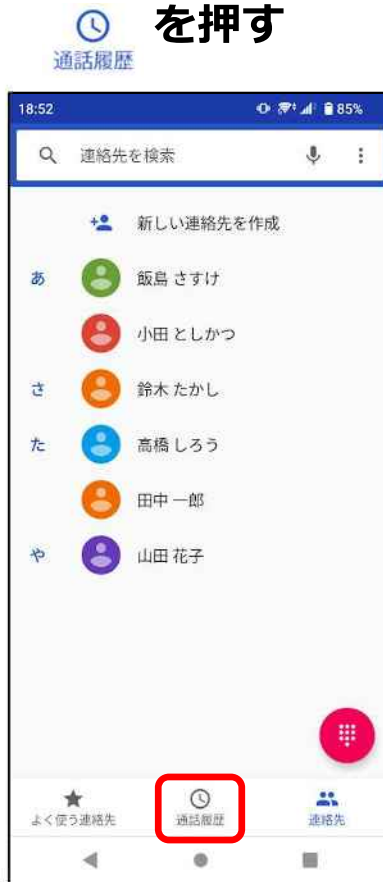 を押す
通話履歴
18:52 85%
連絡先を検索
新しい連絡先を作成
あ 飯島 さすけ
小田 としかつ
さ 鈴木 たかし
た 高橋 しろう
田中 一郎
や 山田 花子
よく使う連絡先 通話履歴 連絡先